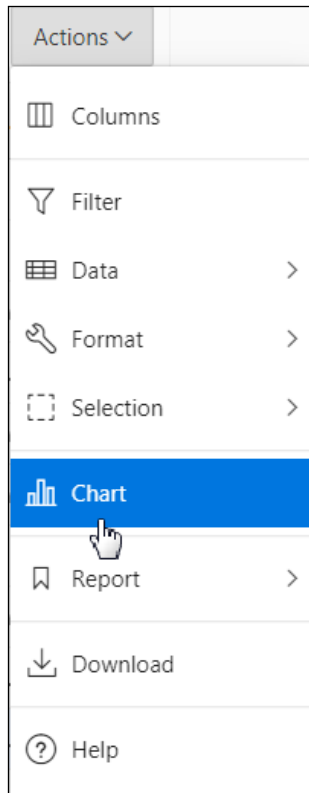 Actions
Columns
Filter
Data
Format
Selection
Chart
Report
Download
Help